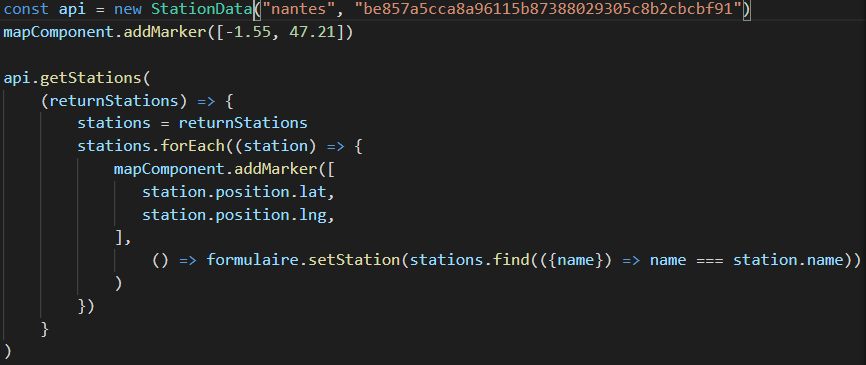 const api = new StationData("nantes", "be857a5cca8a96115b87388029305c8b2cbcbf91")
mapComponent.addMarker([-1.55, 47.21])

api.getStations(
    (returnStations) => {
        stations = returnStations
        stations.forEach((station) => {
            mapComponent.addMarker([
               station.position.lat,
               station.position.lng,
            ],
                () => formulaire.setStation(stations.find(({name}) => name === station.name))
            )
        })
    }
)